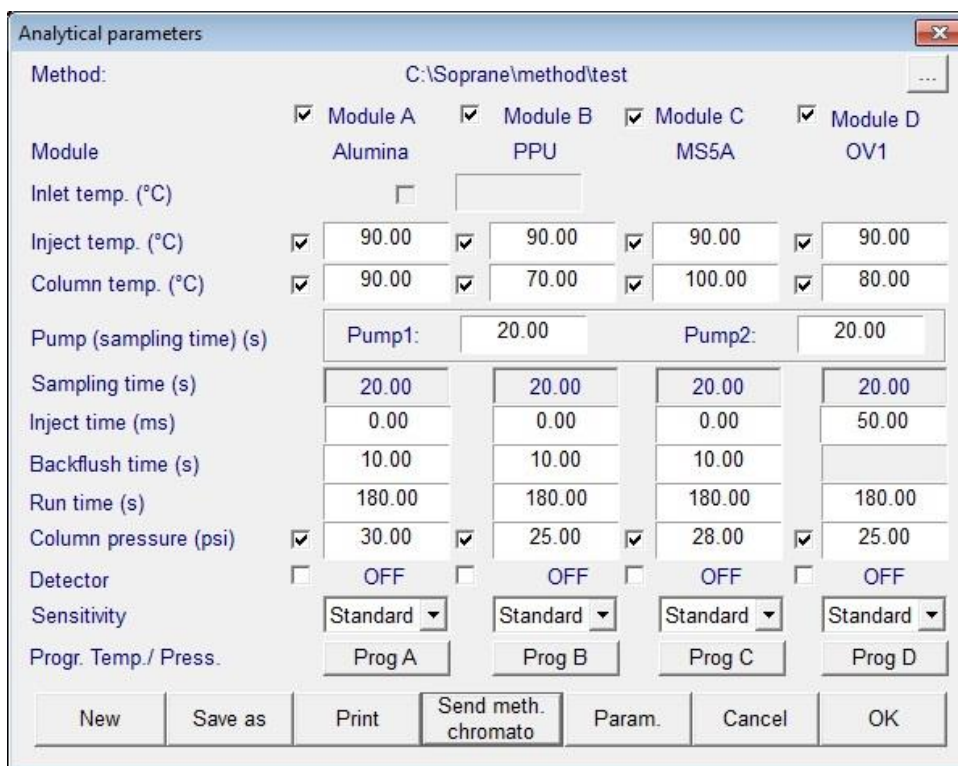 Analytical parameters
Method: C:\Soprane\method\test ...
Module A Module B Module C Module D
Module Alumina PPU MS5A OV1
Inlet temp. (°C)
Inject temp. (°C) 90.00 90.00 90.00 90.00
Column temp. (°C) 90.00 70.00 100.00 80.00
Pump (sampling time) (s) Pump1: 20.00 Pump2: 20.00
Sampling time (s) 20.00 20.00 20.00 20.00
Inject time (ms) 0.00 0.00 0.00 50.00
Backflush time (s) 10.00 10.00 10.00
Run time (s) 180.00 180.00 180.00 180.00
Column pressure (psi) 30.00 25.00 28.00 25.00
Detector OFF OFF OFF OFF
Sensitivity Standard Standard Standard Standard
Progr. Temp./ Press. Prog A Prog B Prog C Prog D
New Save as Print Send meth. chromato Param. Cancel OK